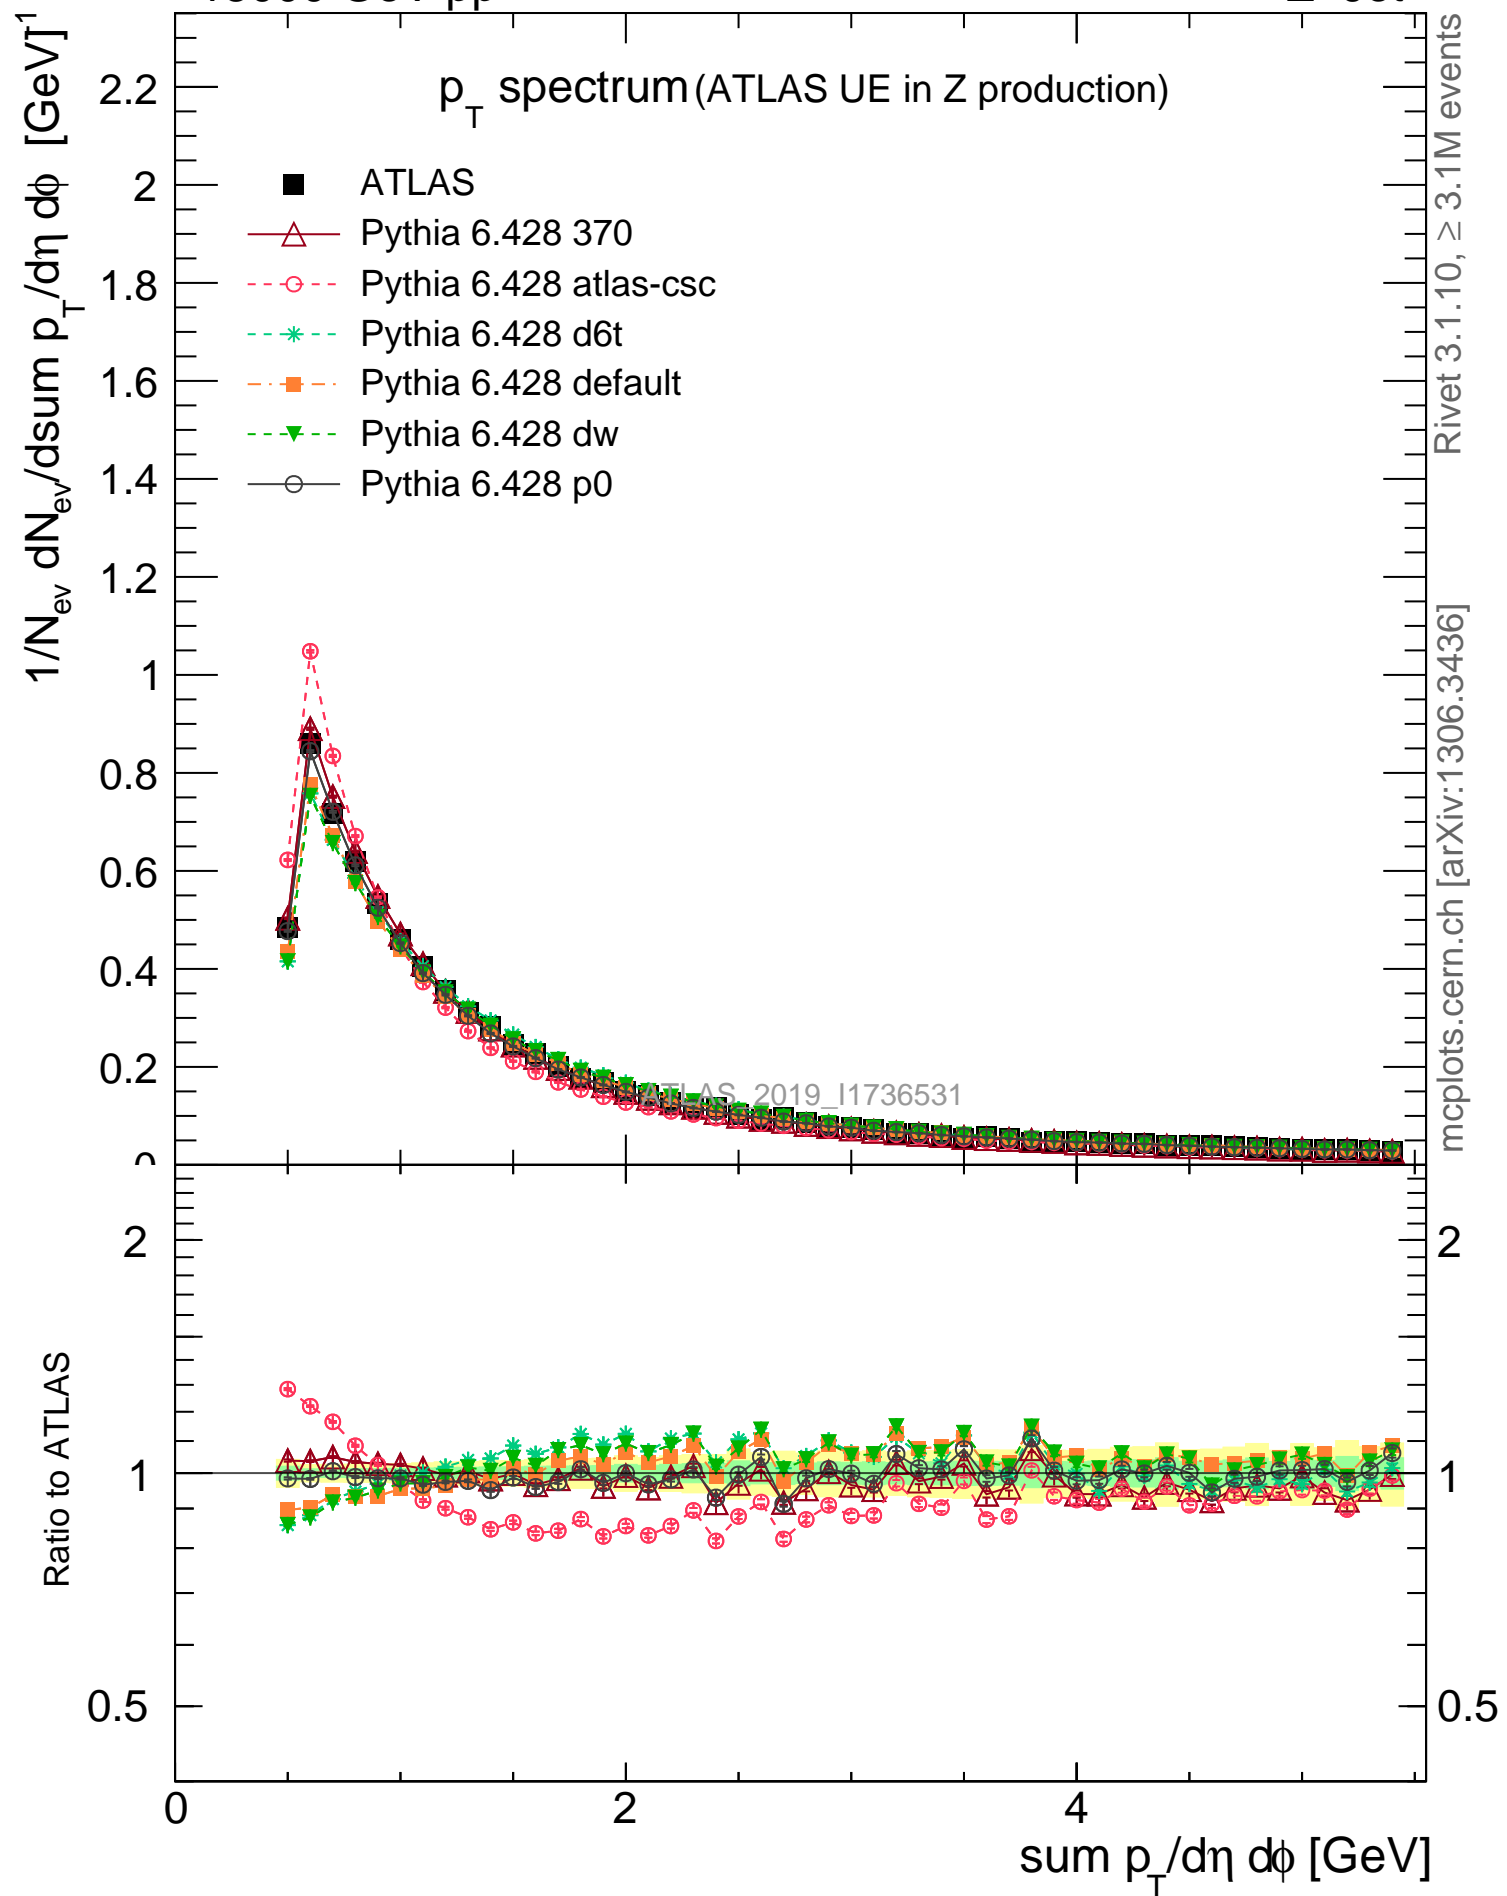 1/N_ev dN_ev/dsum p_T/dη dϕ [GeV]^-1
p_T spectrum (ATLAS UE in Z production)
ATLAS
Pythia 6.428 370
Pythia 6.428 atlas-csc
Pythia 6.428 d6t
Pythia 6.428 default
Pythia 6.428 dw
Pythia 6.428 p0
2.2
2
1.8
1.6
1.4
1.2
1
0.8
0.6
0.4
0.2
0
ATLAS_2019_I1736531
Rivet 3.1.10, ≥ 3.1M events
mcplots.cern.ch [arXiv:1306.3436]
Ratio to ATLAS
2
1
0.5
2
1
0.5
0 2 4
sum p_T/dη dϕ [GeV]